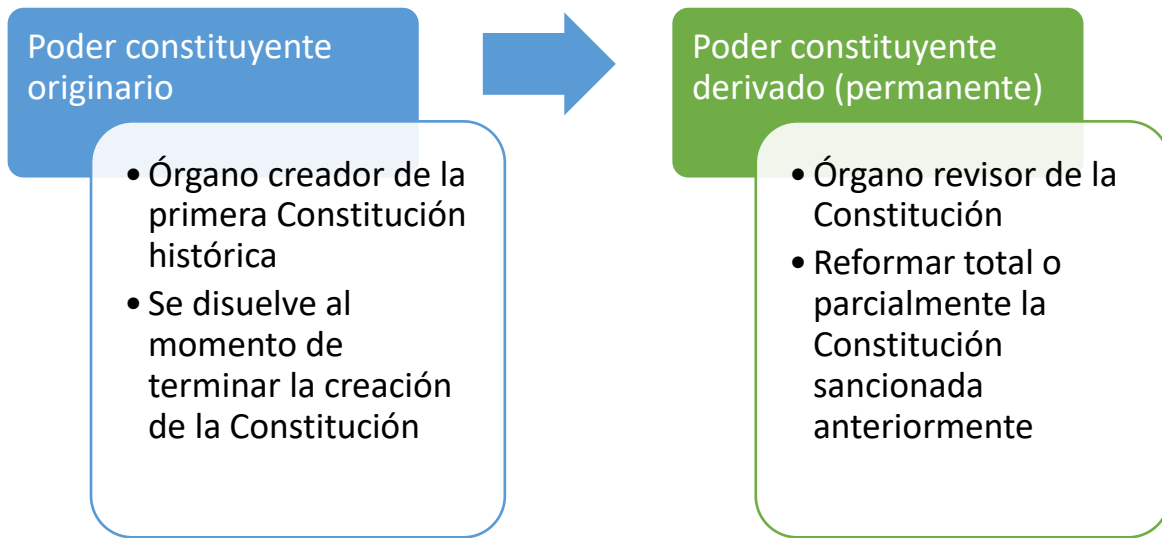 Poder constituyente
originario
• Órgano creador de la
primera Constitución
histórica
• Se disuelve al
momento de
terminar la creación
de la Constitución
Poder constituyente
derivado (permanente)
• Órgano revisor de la
Constitución
• Reformar total o
parcialmente la
Constitución
sancionada
anteriormente